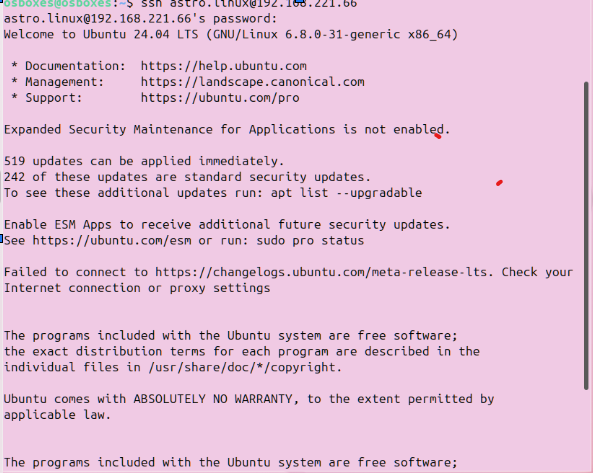 osboxes@osboxes:~$ ssh astro.linux@192.168.221.66
astro.linux@192.168.221.66's password:
Welcome to Ubuntu 24.04 LTS (GNU/Linux 6.8.0-31-generic x86_64)
* Documentation:  https://help.ubuntu.com
* Management:     https://landscape.canonical.com
* Support:        https://ubuntu.com/pro
Expanded Security Maintenance for Applications is not enabled.
519 updates can be applied immediately.
242 of these updates are standard security updates.
To see these additional updates run: apt list --upgradable
Enable ESM Apps to receive additional future security updates.
See https://ubuntu.com/esm or run: sudo pro status
Failed to connect to https://changelogs.ubuntu.com/meta-release-lts. Check your
Internet connection or proxy settings
The programs included with the Ubuntu system are free software;
the exact distribution terms for each program are described in the
individual files in /usr/share/doc/*/copyright.
Ubuntu comes with ABSOLUTELY NO WARRANTY, to the extent permitted by
applicable law.
The programs included with the Ubuntu system are free software;